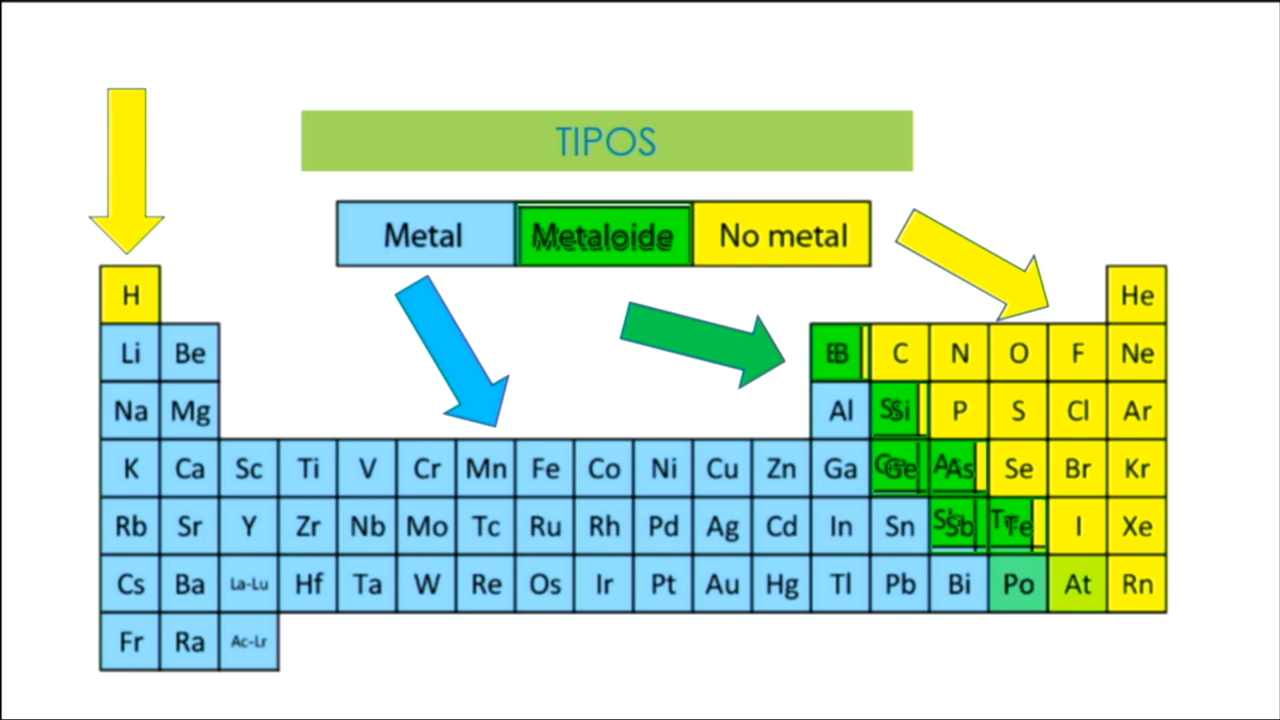 TIPOS
Metal Metaloide No metal
H He
Li Be B C N O F Ne
Na Mg Al Si P S Cl Ar
K Ca Sc Ti V Cr Mn Fe Co Ni Cu Zn Ga Ge As Se Br Kr
Rb Sr Y Zr Nb Mo Tc Ru Rh Pd Ag Cd In Sn Sb Te I Xe
Cs Ba La-Lu Hf Ta W Re Os Ir Pt Au Hg Tl Pb Bi Po At Rn
Fr Ra Ac-Lr